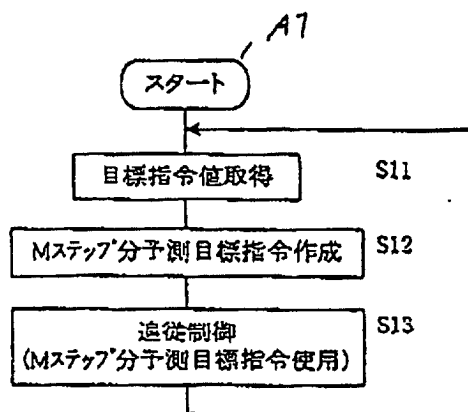 A7
スタート
目標指令値取得
S11
Mステップ分予測目標指令作成
S12
追従制御
(Mステップ分予測目標指令使用)
S13